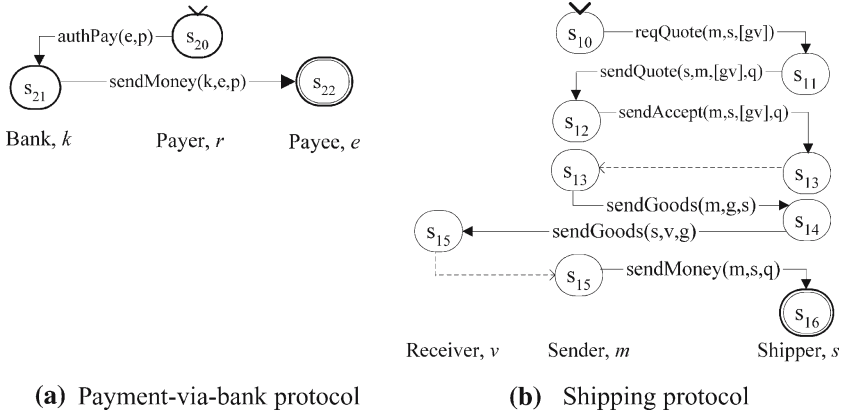 authPay(e,p)
s20
s21
sendMoney(k,e,p)
s22
Bank, k
Payer, r
Payee, e
(a) Payment-via-bank protocol
s10
reqQuote(m,s,[gv])
s11
sendQuote(s,m,[gv],q)
s12
sendAccept(m,s,[gv],q)
s13
s13
sendGoods(m,g,s)
s14
s15
sendGoods(s,v,g)
s15
sendMoney(m,s,q)
s16
Receiver, v
Sender, m
Shipper, s
(b) Shipping protocol